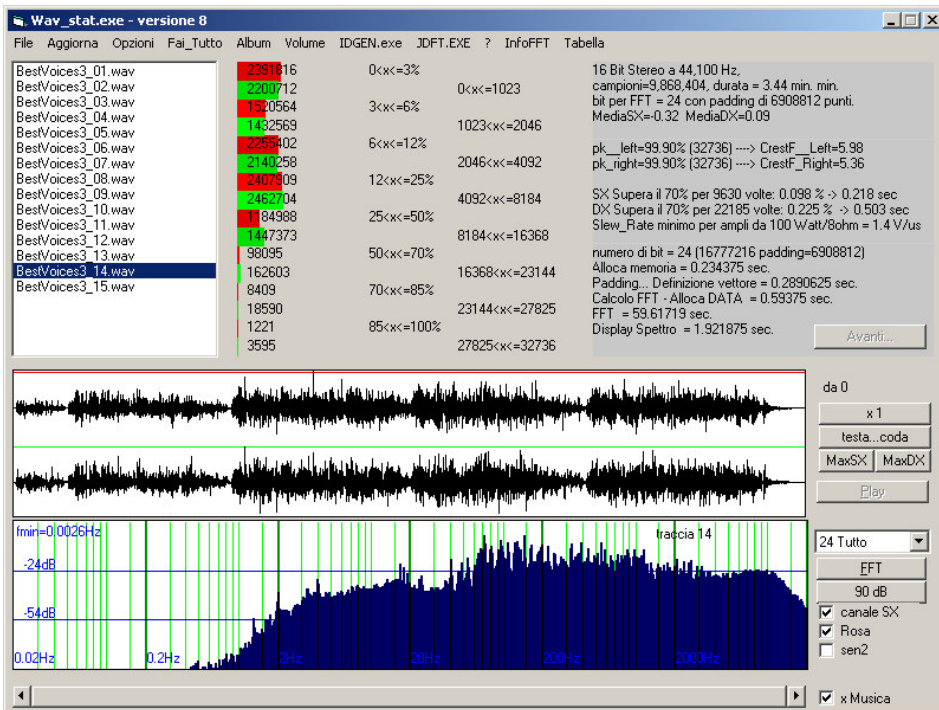 Wav_stat.exe - versione 8
File Aggiorna Opzioni Fai_Tutto Album Volume IDGEN.exe JDFT.EXE ? InfoFFT Tabella
BestVoices3_01.wav
BestVoices3_02.wav
BestVoices3_03.wav
BestVoices3_04.wav
BestVoices3_05.wav
BestVoices3_06.wav
BestVoices3_07.wav
BestVoices3_08.wav
BestVoices3_09.wav
BestVoices3_10.wav
BestVoices3_11.wav
BestVoices3_12.wav
BestVoices3_13.wav
BestVoices3_14.wav
BestVoices3_15.wav
2391816 0<x<=3%
2200712 0<x<=1023
1520564 3<x<=6%
1432569 1023<x<=2046
2255402 6<x<=12%
2140258 2046<x<=4092
2407909 12<x<=25%
2462704 4092<x<=8184
1184988 25<x<=50%
1447373 8184<x<=16368
98095 50<x<=70%
162603 16368<x<=23144
8409 70<x<=85%
18590 23144<x<=27825
1221 85<x<=100%
3595 27825<x<=32736
16 Bit Stereo a 44,100 Hz,
campioni=9,868,404, durata = 3.44 min. min.
bit per FFT = 24 con padding di 6908812 punti.
MediaSX=-0.32 MediaDX=0.09
pk__left=99.90% (32736) ----> CrestF__Left=5.98
pk_right=99.90% (32736) ----> CrestF_Right=5.36
SX Supera il 70% per 9630 volte: 0.098 % -> 0.218 sec
DX Supera il 70% per 22185 volte: 0.225 % -> 0.503 sec
Slew_Rate minimo per ampli da 100 Watt/8ohm = 1.4 V/us
numero di bit = 24 (16777216 padding=6908812)
Alloca memoria = 0.234375 sec.
Padding... Definizione vettore = 0.2890625 sec.
Calcolo FFT - Alloca DATA = 0.59375 sec.
FFT = 59.61719 sec.
Display Spettro = 1.921875 sec.
Avanti...
da 0
x 1
testa...coda
MaxSX MaxDX
Play
fmin=0.0026Hz
traccia 14
-24dB
-54dB
0.02Hz 0.2Hz 2Hz 20Hz 200Hz 2000Hz
24 Tutto
FFT
90 dB
canale SX
Rosa
sen2
x Musica